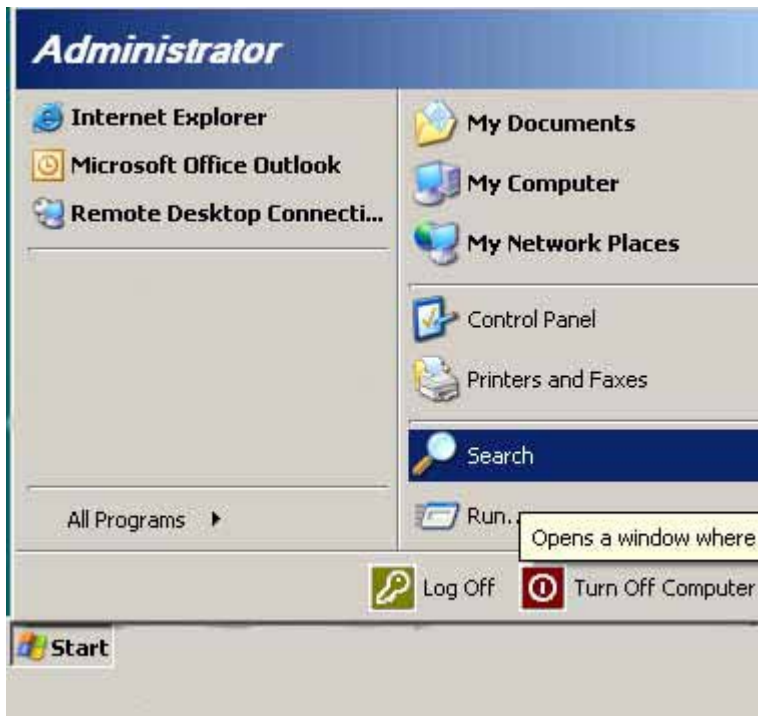 Administrator
Internet Explorer
Microsoft Office Outlook
Remote Desktop Connecti...
All Programs
My Documents
My Computer
My Network Places
Control Panel
Printers and Faxes
Search
Run..
Opens a window where
Log Off
Turn Off Computer
Start